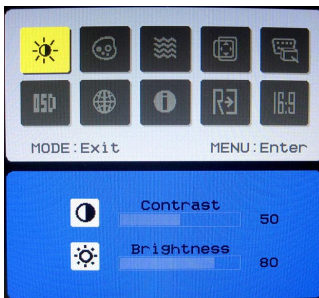 OSD
R
16:9
MODE:Exit
MENU:Enter
Contrast
50
Brightness
80